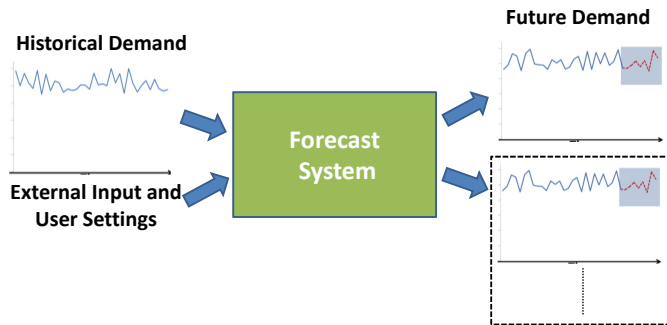 Future Demand
Historical Demand
Forecast
System
External Input and
User Settings